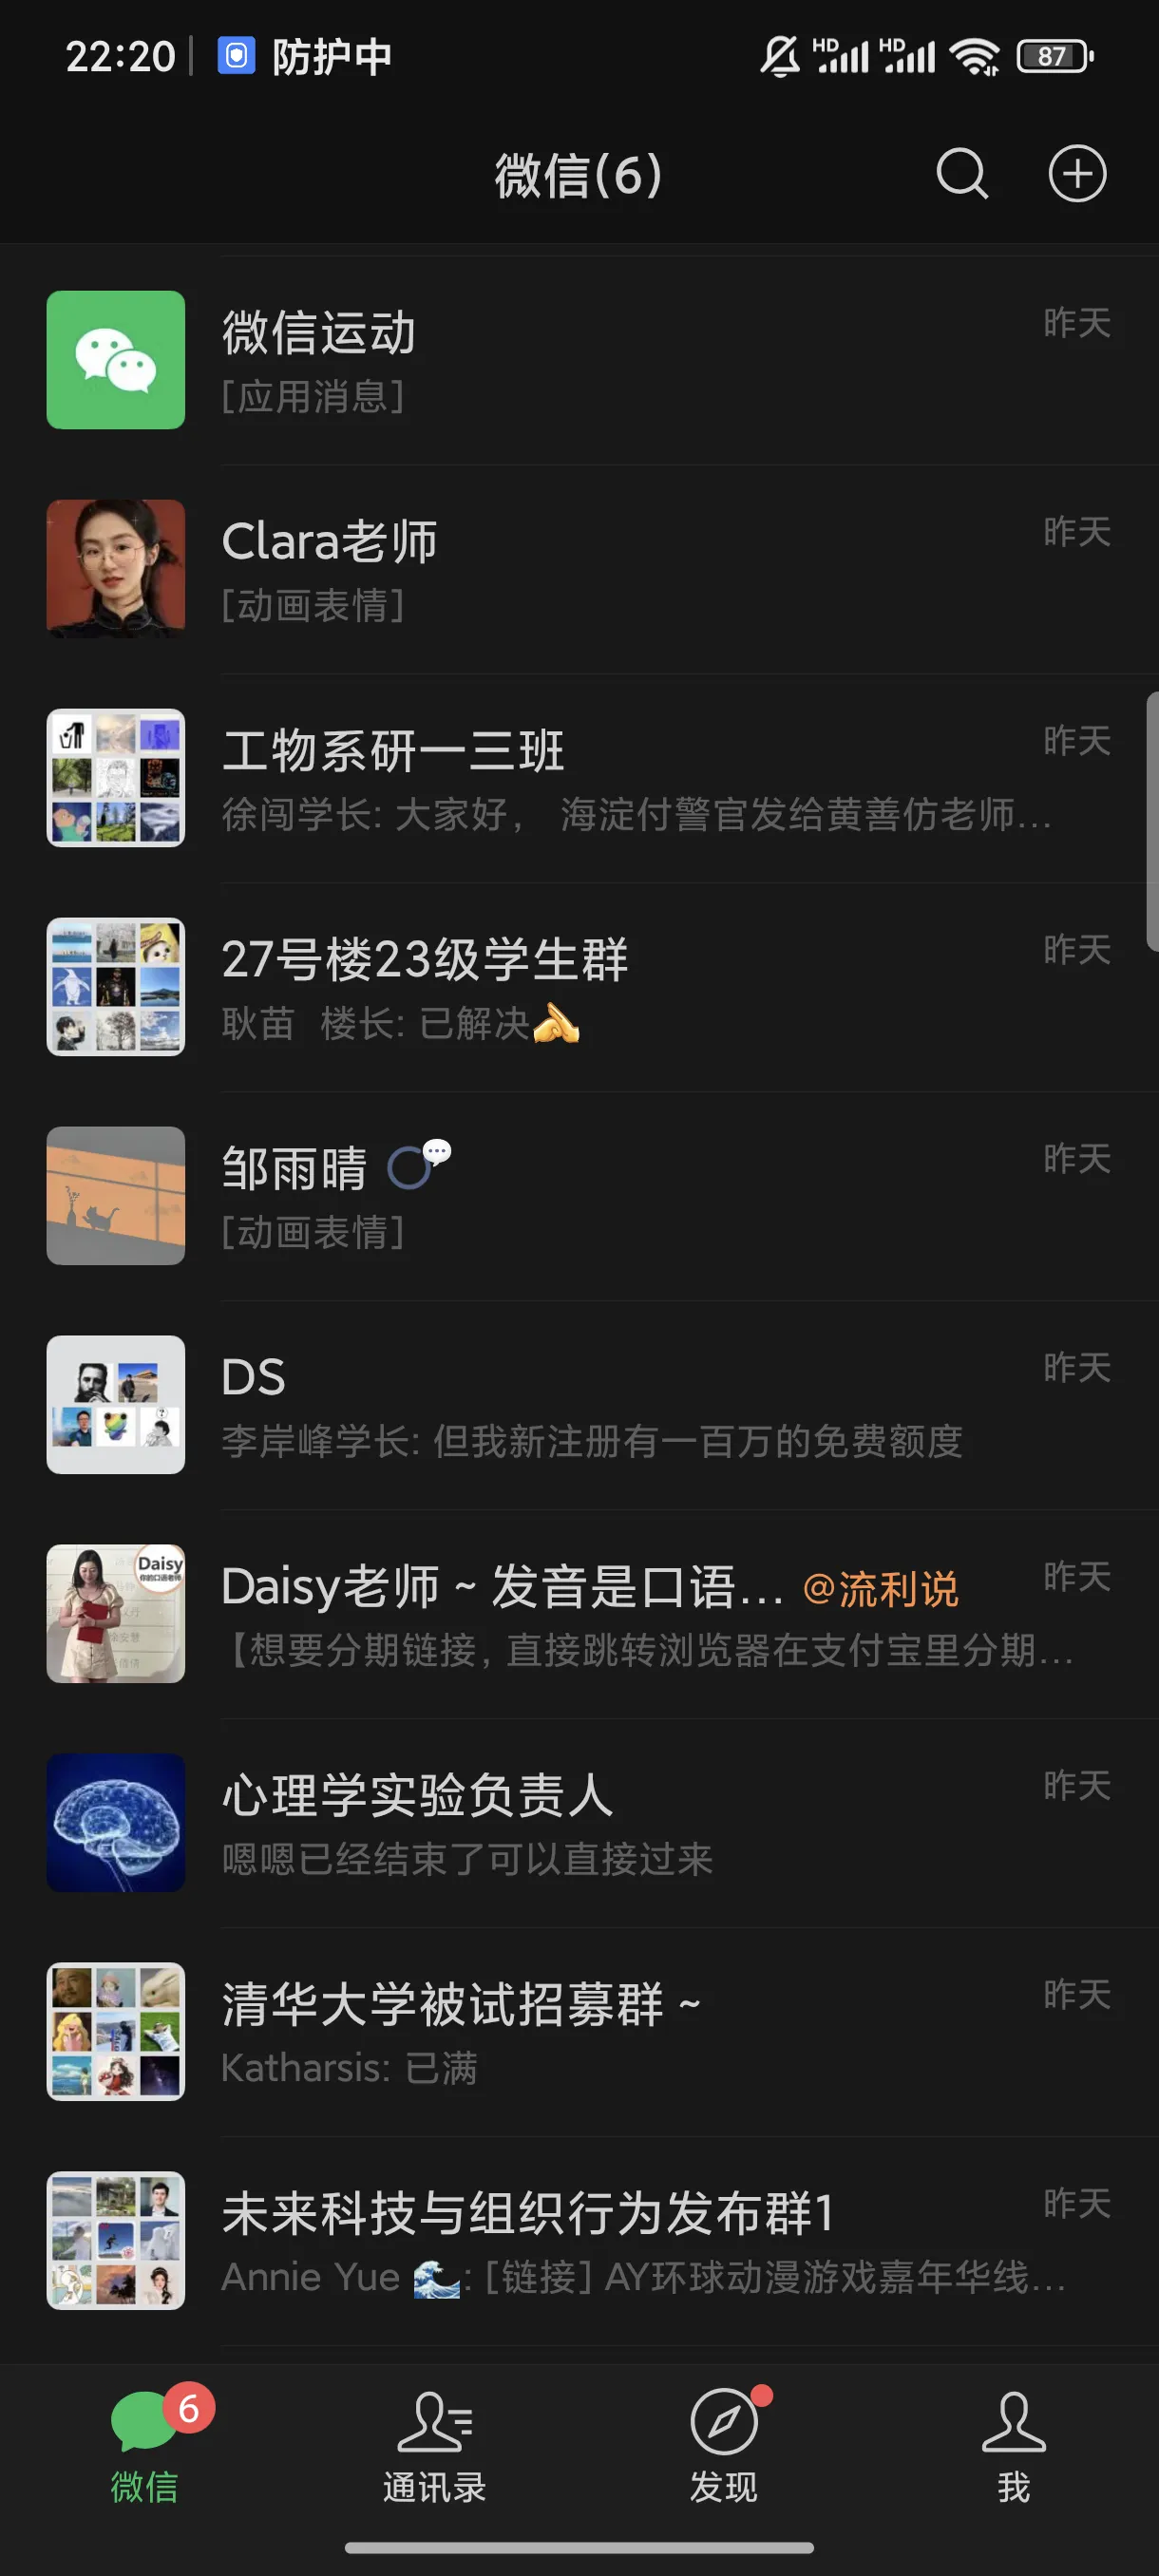 22:20 防护中 HD HD 87
微信(6)
微信运动 昨天
[应用消息]
Clara老师 昨天
[动画表情]
工物系研一三班 昨天
徐闯学长: 大家好， 海淀付警官发给黄善仿老师...
27号楼23级学生群 昨天
耿苗 楼长: 已解决
邹雨晴 昨天
[动画表情]
DS 昨天
李岸峰学长: 但我新注册有一百万的免费额度
Daisy
你的口语老师
Daisy老师 ~ 发音是口语... @流利说 昨天
【想要分期链接, 直接跳转浏览器在支付宝里分期...
心理学实验负责人 昨天
嗯嗯已经结束了可以直接过来
清华大学被试招募群 ~ 昨天
Katharsis: 已满
未来科技与组织行为发布群1 昨天
Annie Yue 🌊: [链接] AY环球动漫游戏嘉年华线...
6
微信 通讯录 发现 我